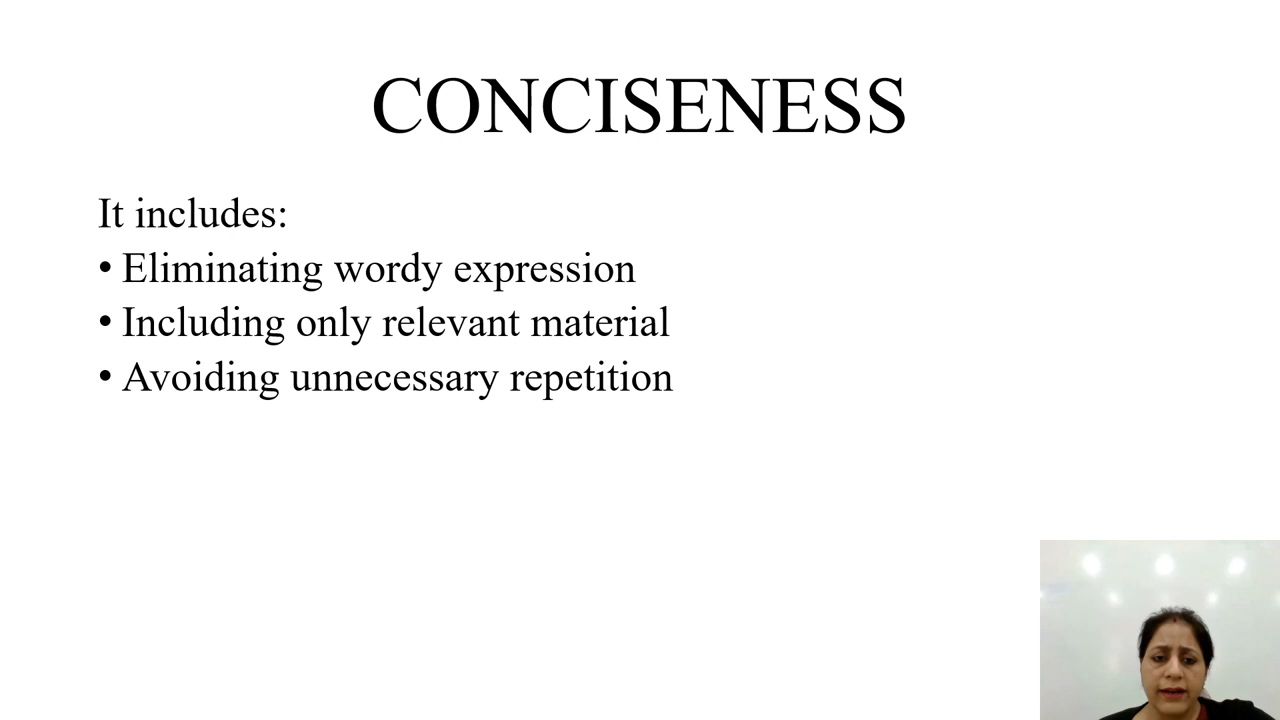 CONCISENESS
It includes:
• Eliminating wordy expression
• Including only relevant material
• Avoiding unnecessary repetition